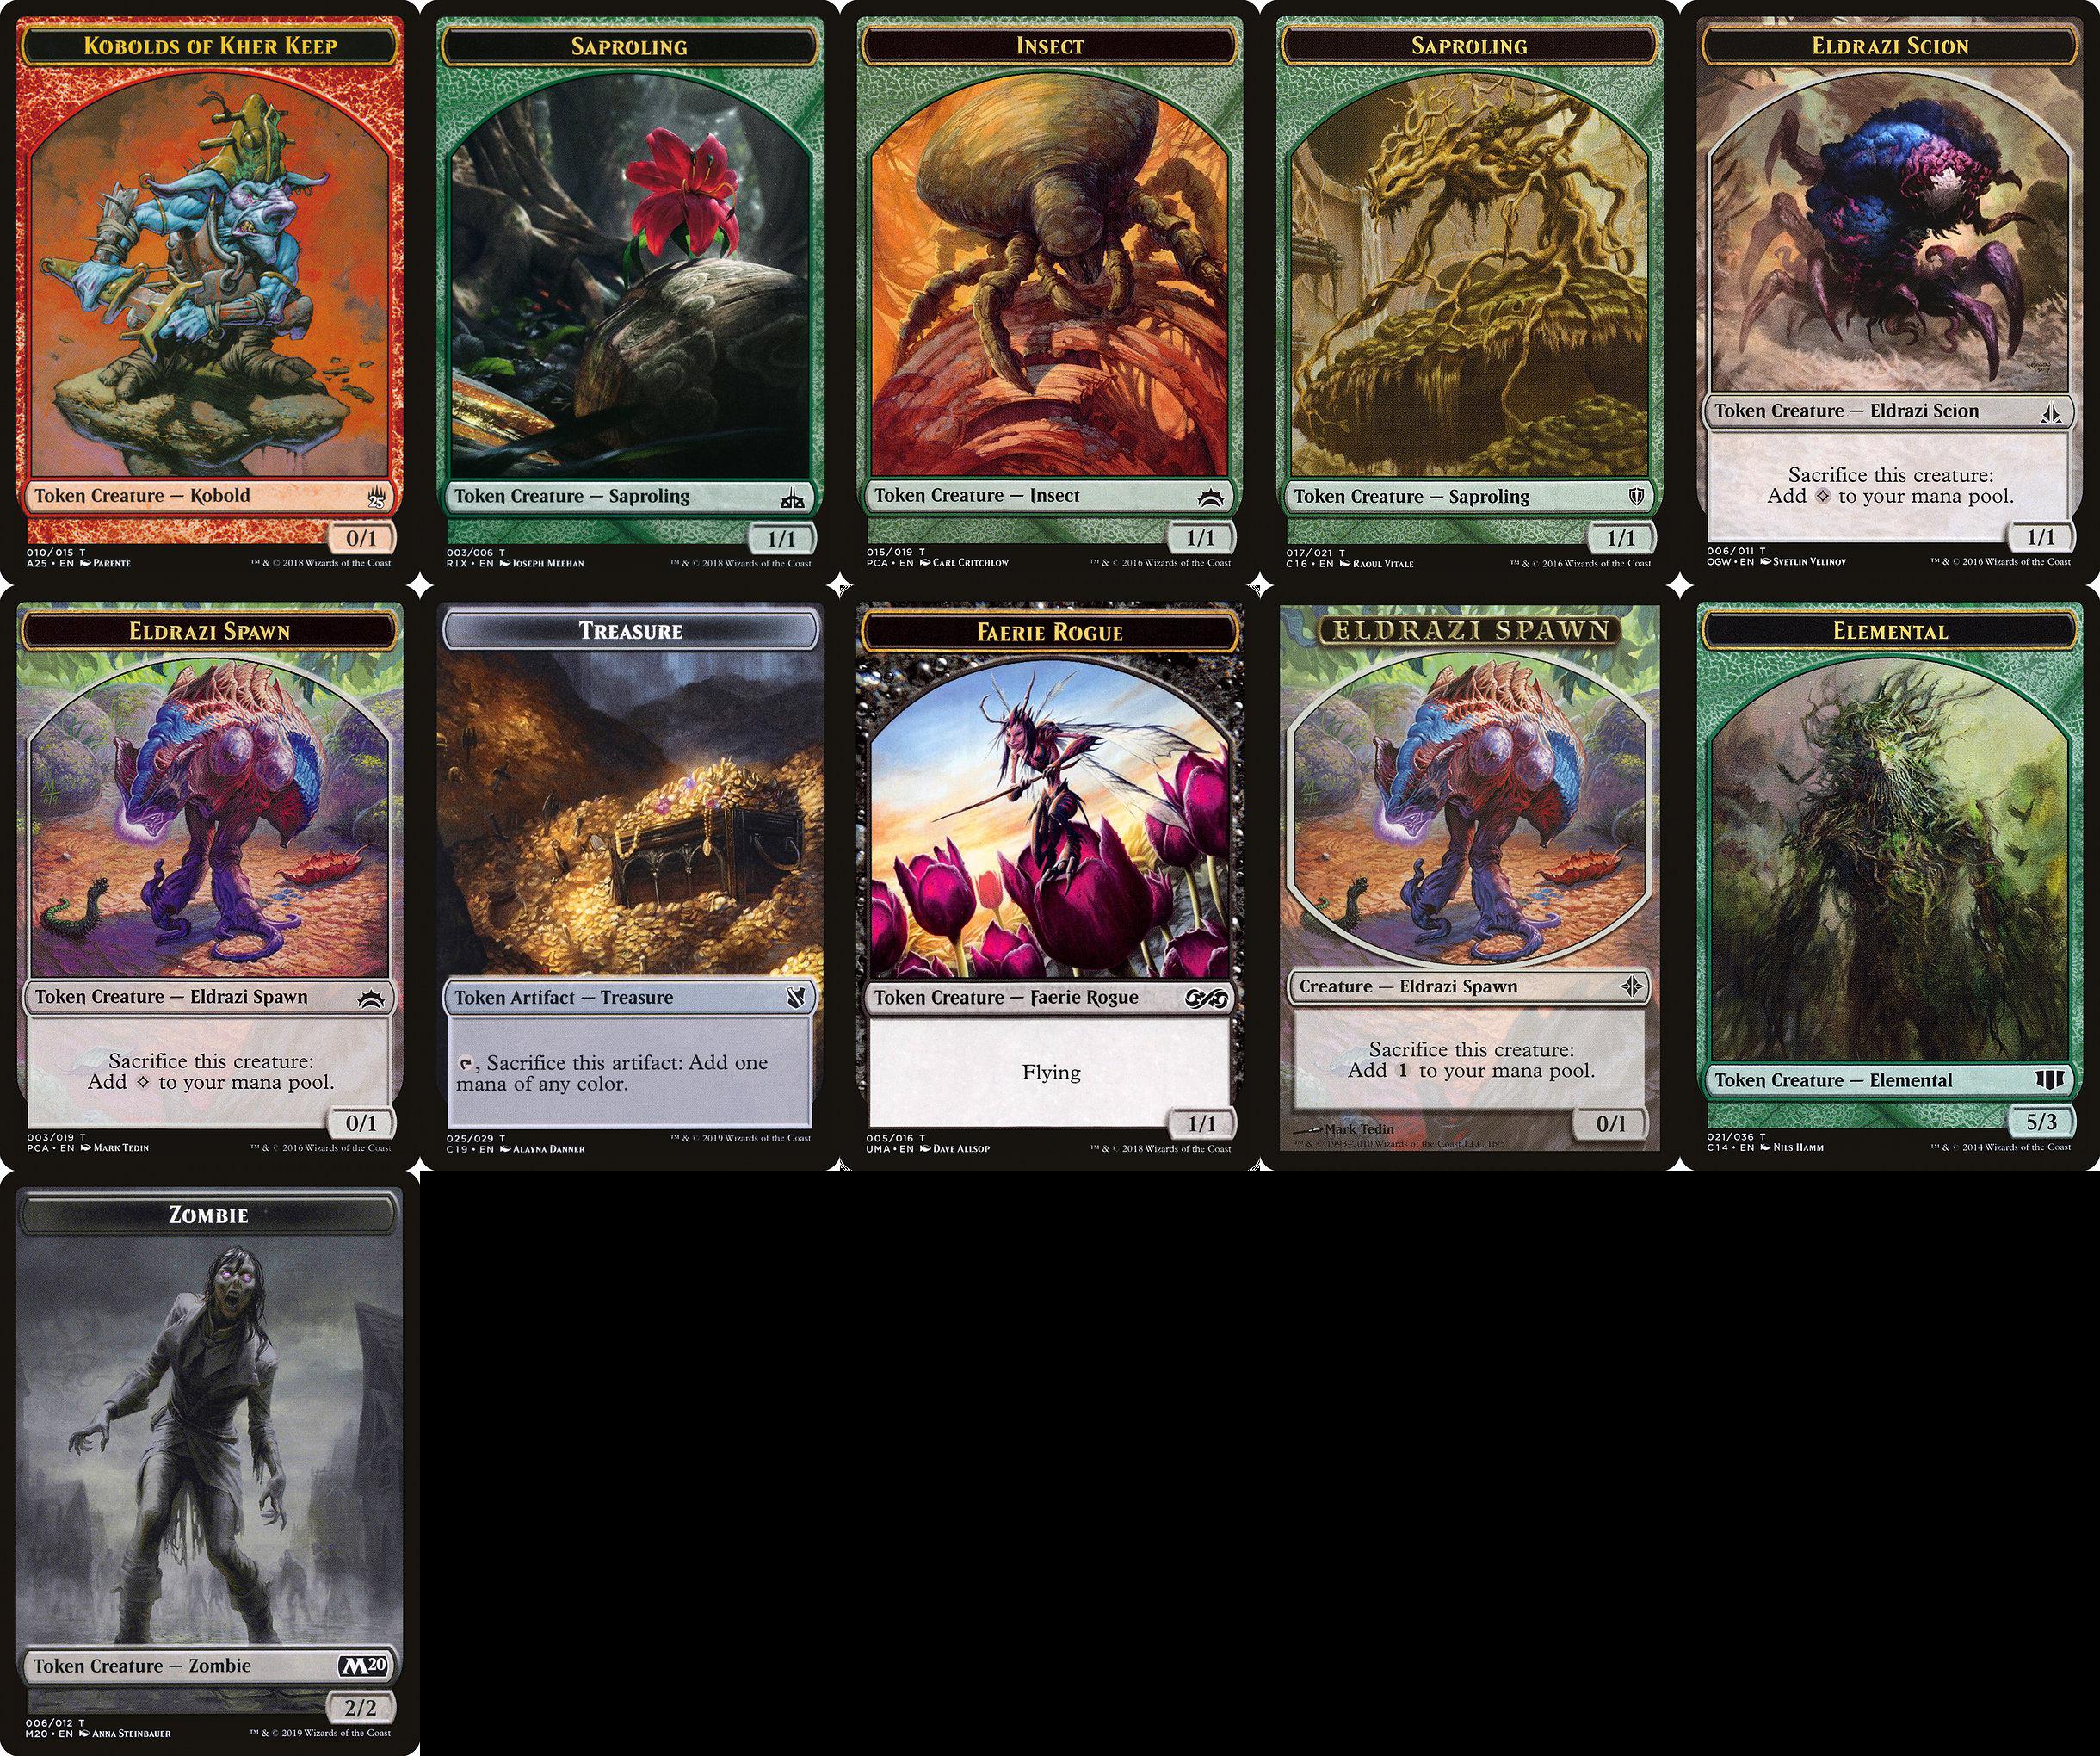 Kobolds of Kher Keep
Token Creature — Kobold
25
0/1
010/015 T
A25 • EN Parente
™ & © 2018 Wizards of the Coast
Saproling
Token Creature — Saproling
1/1
003/006 T
RIX • EN Joseph Meehan
™ & © 2018 Wizards of the Coast
Insect
Token Creature — Insect
1/1
015/019 T
PCA • EN Carl Critchlow
™ & © 2016 Wizards of the Coast
Saproling
Token Creature — Saproling
1/1
017/021 T
C16 • EN Raoul Vitale
™ & © 2016 Wizards of the Coast
Eldrazi Scion
Token Creature — Eldrazi Scion
Sacrifice this creature:
Add to your mana pool.
1/1
006/011 T
OGW • EN Svetlin Velinov
™ & © 2016 Wizards of the Coast
Eldrazi Spawn
Token Creature — Eldrazi Spawn
Sacrifice this creature:
Add to your mana pool.
0/1
003/019 T
PCA • EN Mark Tedin
™ & © 2016 Wizards of the Coast
Treasure
Token Artifact — Treasure
, Sacrifice this artifact: Add one
mana of any color.
025/029 T
C19 • EN Alayna Danner
™ & © 2019 Wizards of the Coast
Faerie Rogue
Token Creature — Faerie Rogue
Flying
1/1
005/016 T
UMA • EN Dave Allsop
™ & © 2018 Wizards of the Coast
Eldrazi Spawn
Creature — Eldrazi Spawn
Sacrifice this creature:
Add 1 to your mana pool.
0/1
Mark Tedin
™ & © 1993–2010 Wizards of the Coast LLC 1b/5
Elemental
Token Creature — Elemental
5/3
021/036 T
C14 • EN Nils Hamm
™ & © 2014 Wizards of the Coast
Zombie
Token Creature — Zombie
M20
2/2
006/012 T
M20 • EN Anna Steinbauer
™ & © 2019 Wizards of the Coast